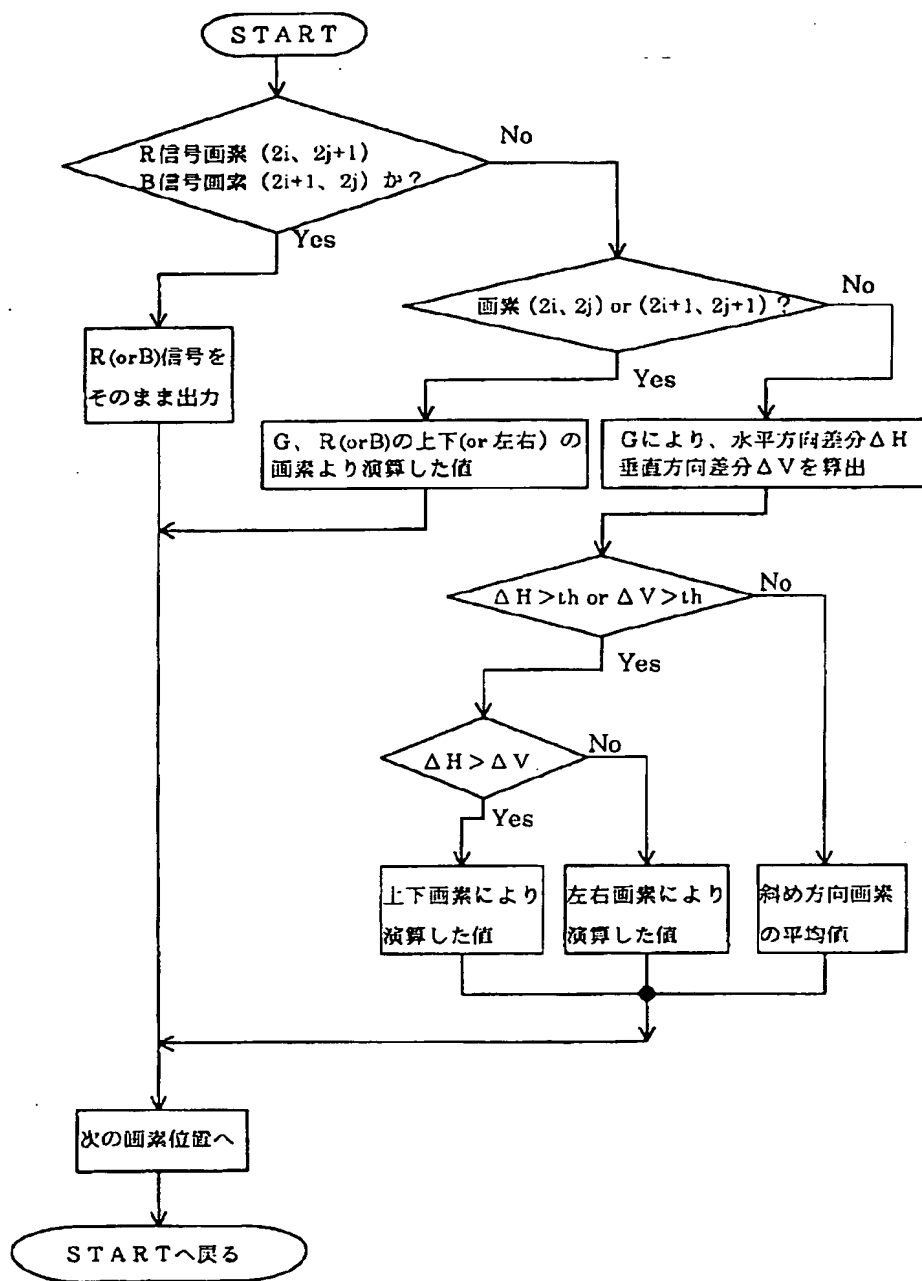 START
R信号画素(2i、2j+1)
B信号画素(2i+1、2j)か?
No
Yes
画素(2i、2j) or (2i+1、2j+1)?
No
Yes
R(orB)信号を
そのまま出力
G、R(orB)の上下(or左右)の
画素より演算した値
Gにより、水平方向差分ΔH
垂直方向差分ΔVを算出
ΔH>th or ΔV>th
No
Yes
ΔH>ΔV
No
Yes
上下画素により
演算した値
左右画素により
演算した値
斜め方向画素
の平均値
次の画素位置へ
STARTへ戻る